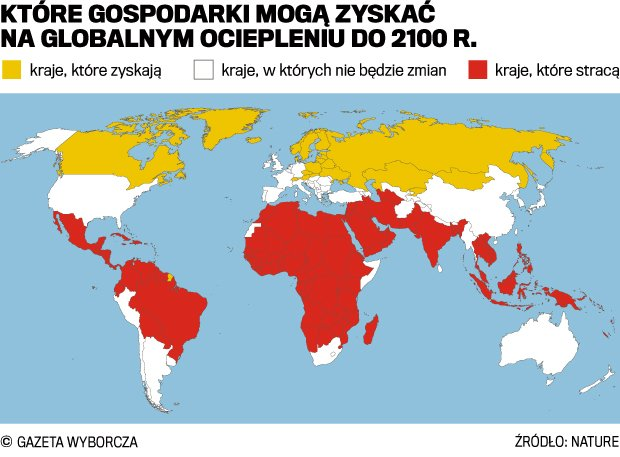 KTÓRE GOSPODARKI MOGĄ ZYSKAĆ
NA GLOBALNYM OCIEPLENIU DO 2100 R.
kraje, które zyskają
kraje, w których nie będzie zmian
kraje, które stracą
© GAZETA WYBORCZA
ŹRÓDŁO: NATURE